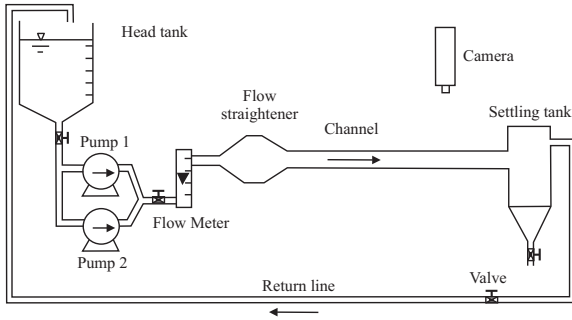 Head tank
Camera
Flow
straightener
Settling tank
Channel
Pump 1
Flow Meter
Pump 2
Return line
Valve